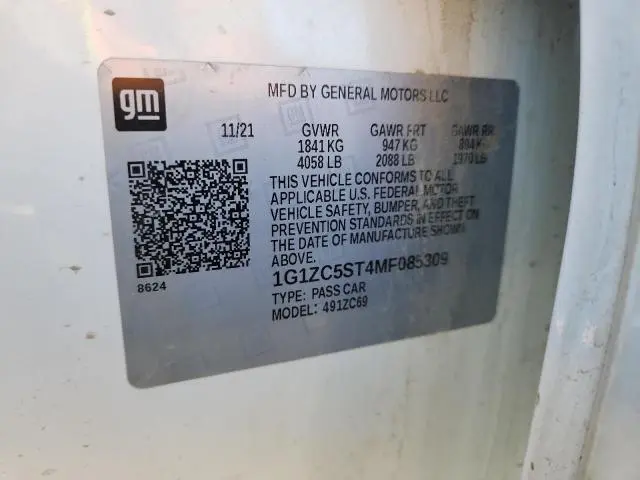 gm
MFD BY GENERAL MOTORS LLC
11/21 GVWR GAWR FRT GAWR RR
1841 KG 947 KG 894 KG
4058 LB 2088 LB 1970 LB
THIS VEHICLE CONFORMS TO ALL
APPLICABLE U.S. FEDERAL MOTOR
VEHICLE SAFETY, BUMPER, AND THEFT
PREVENTION STANDARDS IN EFFECT ON
THE DATE OF MANUFACTURE SHOWN
ABOVE.
8624
1G1ZC5ST4MF085309
TYPE: PASS CAR
MODEL: 491ZC69